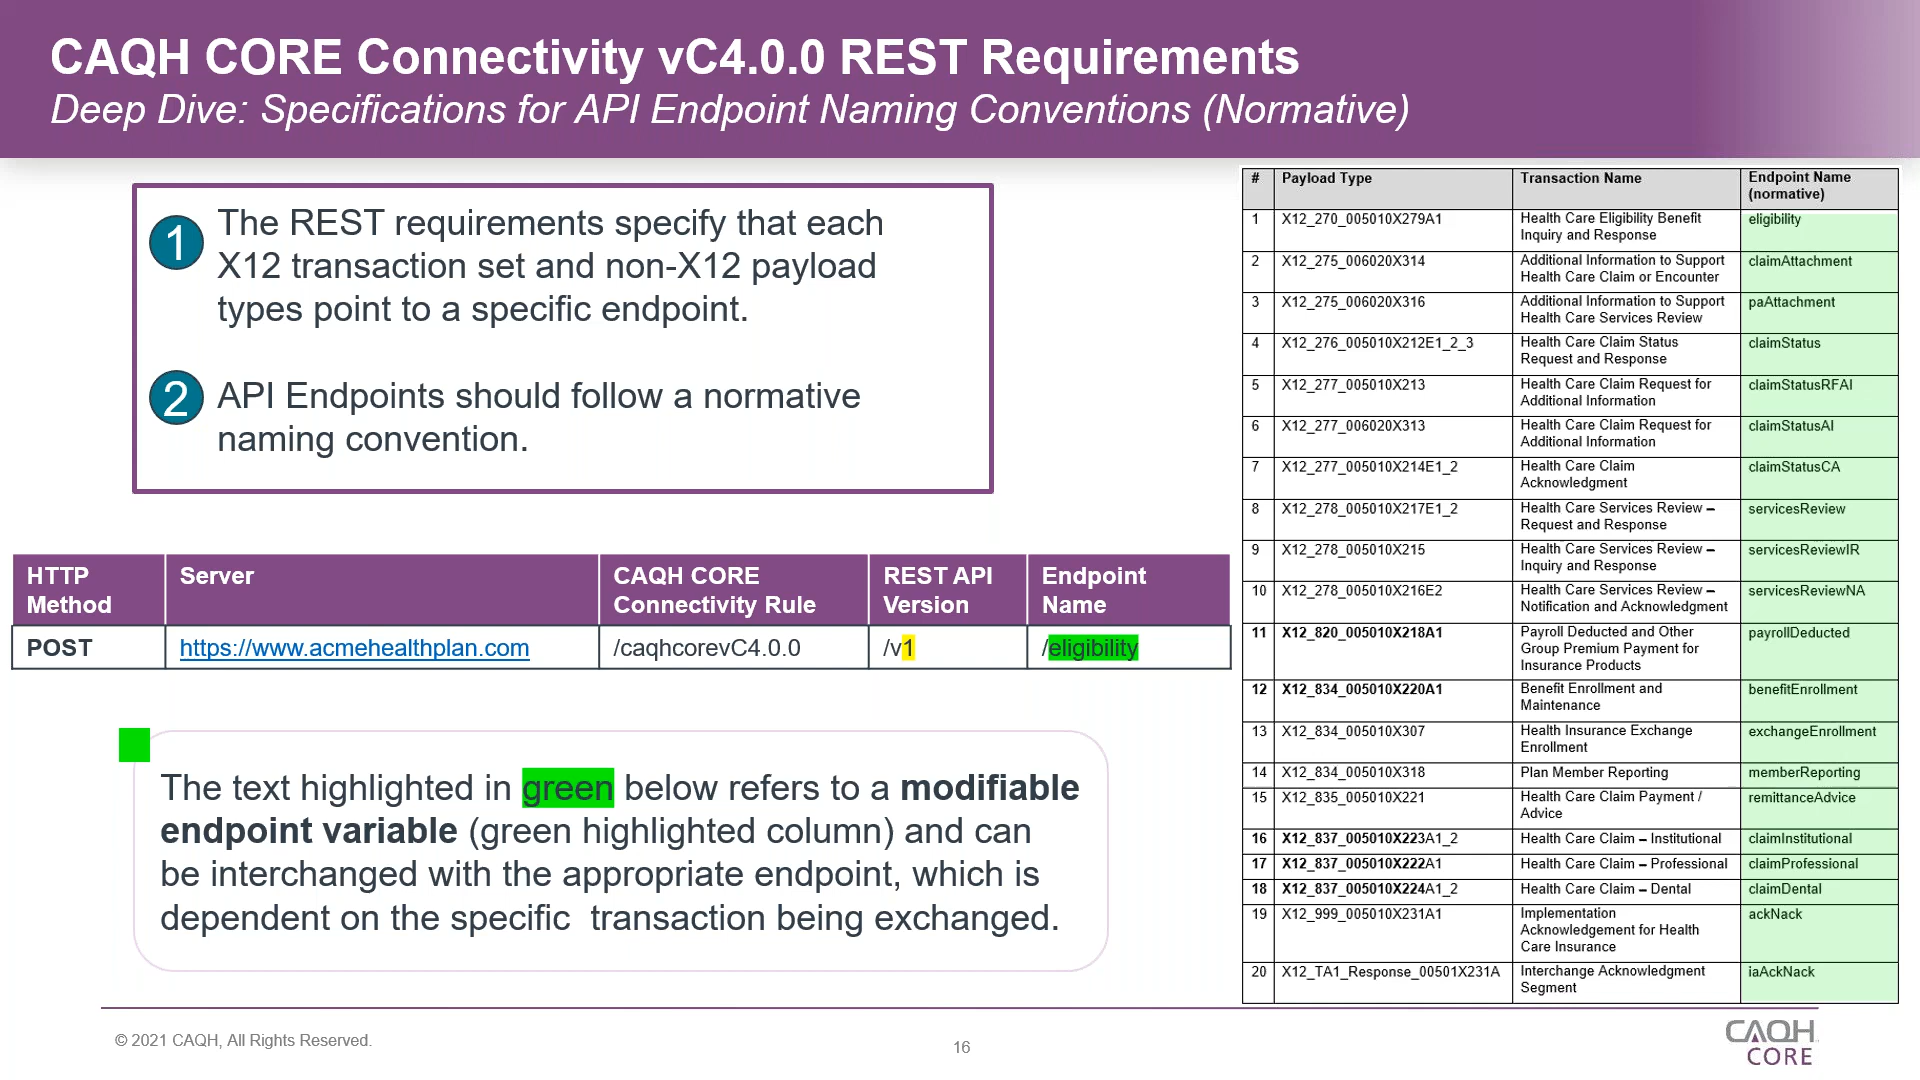 CAQH CORE Connectivity vC4.0.0 REST Requirements
Deep Dive: Specifications for API Endpoint Naming Conventions (Normative)
1 The REST requirements specify that each
X12 transaction set and non-X12 payload
types point to a specific endpoint.
2 API Endpoints should follow a normative
naming convention.
HTTP Method Server CAQH CORE Connectivity Rule REST API Version Endpoint Name
POST https://www.acmehealthplan.com /caqhcorevC4.0.0 /v1 /eligibility
The text highlighted in green below refers to a modifiable
endpoint variable (green highlighted column) and can
be interchanged with the appropriate endpoint, which is
dependent on the specific transaction being exchanged.
# Payload Type Transaction Name Endpoint Name (normative)
1 X12_270_005010X279A1 Health Care Eligibility Benefit Inquiry and Response eligibility
2 X12_275_006020X314 Additional Information to Support Health Care Claim or Encounter claimAttachment
3 X12_275_006020X316 Additional Information to Support Health Care Services Review paAttachment
4 X12_276_005010X212E1_2_3 Health Care Claim Status Request and Response claimStatus
5 X12_277_005010X213 Health Care Claim Request for Additional Information claimStatusRFAI
6 X12_277_006020X313 Health Care Claim Request for Additional Information claimStatusAI
7 X12_277_005010X214E1_2 Health Care Claim Acknowledgment claimStatusCA
8 X12_278_005010X217E1_2 Health Care Services Review – Request and Response servicesReview
9 X12_278_005010X215 Health Care Services Review – Inquiry and Response servicesReviewIR
10 X12_278_005010X216E2 Health Care Services Review – Notification and Acknowledgment servicesReviewNA
11 X12_820_005010X218A1 Payroll Deducted and Other Group Premium Payment for Insurance Products payrollDeducted
12 X12_834_005010X220A1 Benefit Enrollment and Maintenance benefitEnrollment
13 X12_834_005010X307 Health Insurance Exchange Enrollment exchangeEnrollment
14 X12_834_005010X318 Plan Member Reporting memberReporting
15 X12_835_005010X221 Health Care Claim Payment / Advice remittanceAdvice
16 X12_837_005010X223A1_2 Health Care Claim – Institutional claimInstitutional
17 X12_837_005010X222A1 Health Care Claim – Professional claimProfessional
18 X12_837_005010X224A1_2 Health Care Claim – Dental claimDental
19 X12_999_005010X231A1 Implementation Acknowledgement for Health Care Insurance ackNack
20 X12_TA1_Response_00501X231A Interchange Acknowledgment Segment iaAckNack
© 2021 CAQH, All Rights Reserved.
16
CAQH
CORE